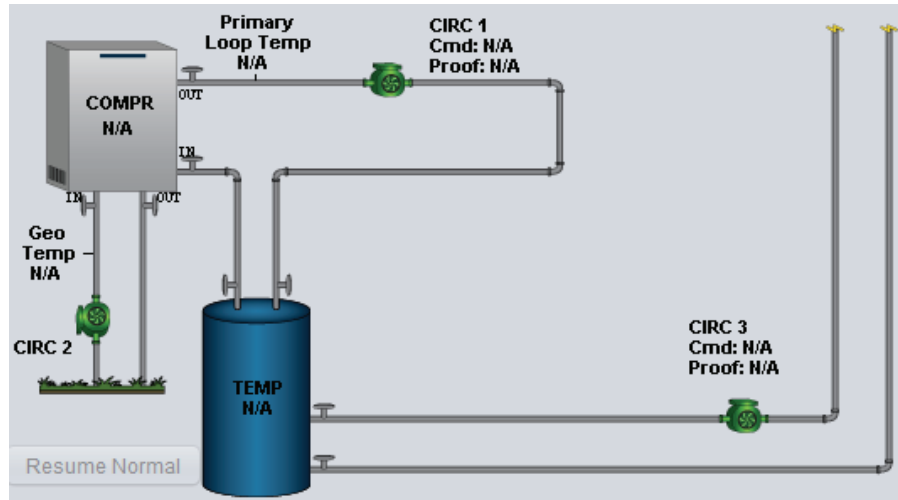 Primary
Loop Temp
N/A
CIRC 1
Cmd: N/A
Proof: N/A
OUT
COMPR
N/A
IN
IN
OUT
Geo
Temp
N/A
CIRC 2
CIRC 3
Cmd: N/A
Proof: N/A
TEMP
N/A
Resume Normal